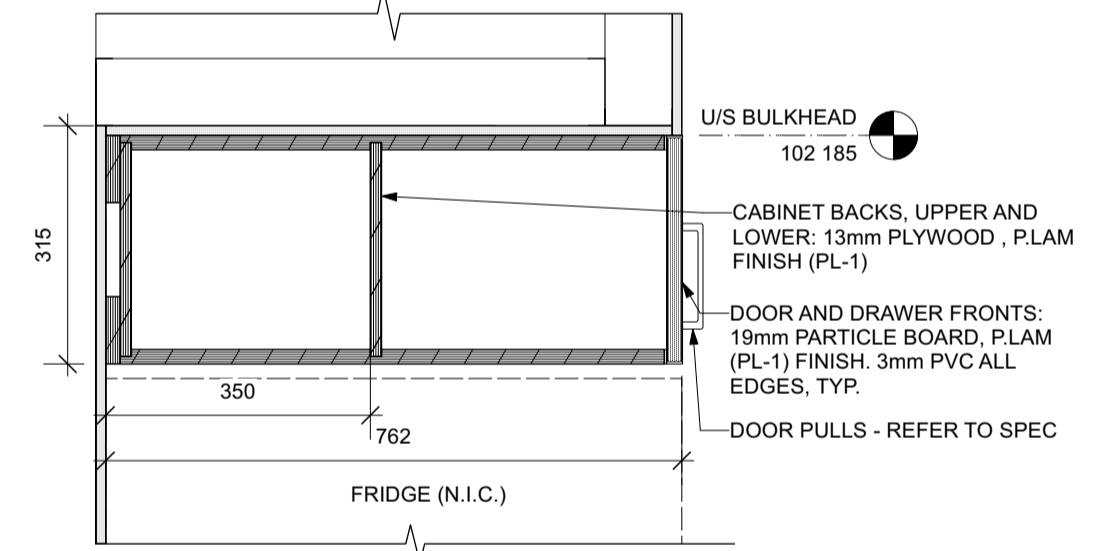 U/S BULKHEAD
102 185
CABINET BACKS, UPPER AND
LOWER: 13mm PLYWOOD , P.LAM
FINISH (PL-1)
315
DOOR AND DRAWER FRONTS:
19mm PARTICLE BOARD, P.LAM
(PL-1) FINISH. 3mm PVC ALL
EDGES, TYP.
350
762
DOOR PULLS - REFER TO SPEC
FRIDGE (N.I.C.)